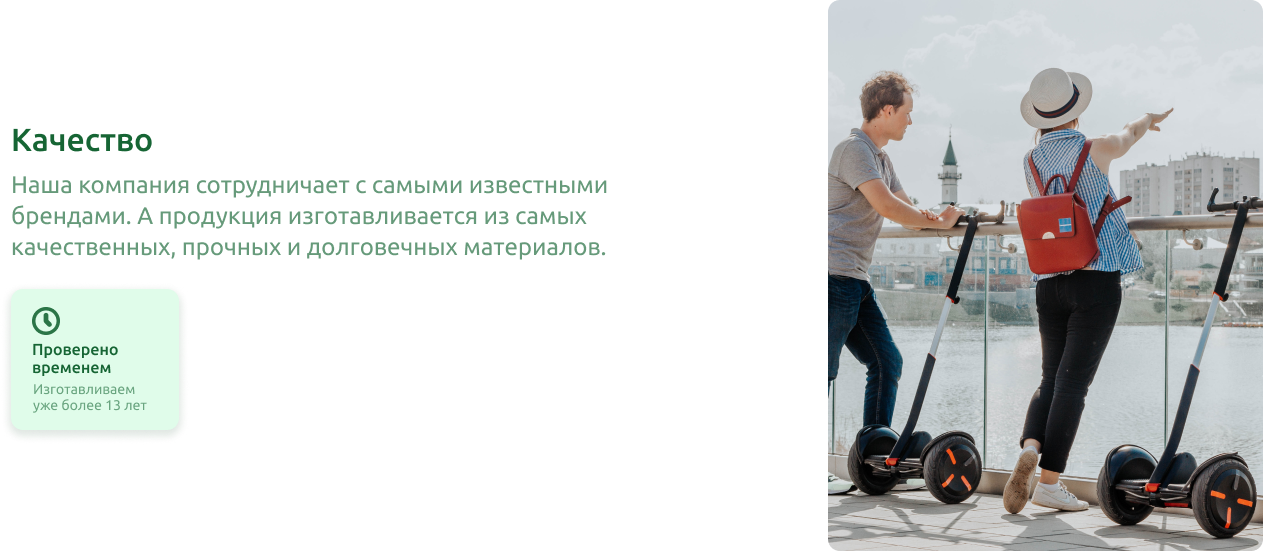 Качество
Наша компания сотрудничает с самыми известными
брендами. А продукция изготавливается из самых
качественных, прочных и долговечных материалов.
Проверено
временем
Изготавливаем
уже более 13 лет